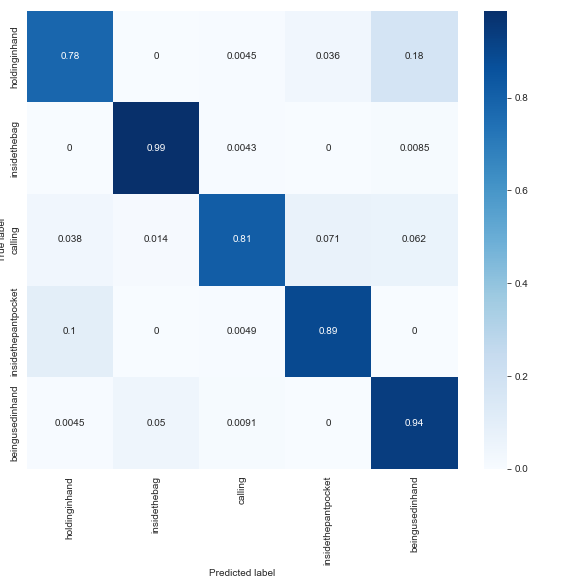 holdinginhand 0.78 0 0.0045 0.036 0.18
insidethebag 0 0.99 0.0043 0 0.0085
True label
calling 0.038 0.014 0.81 0.071 0.062
insidethepantpocket 0.1 0 0.0049 0.89 0
beingusedinhand 0.0045 0.05 0.0091 0 0.94
holdinginhand insidethebag calling insidethepantpocket beingusedinhand
Predicted label
0.8
0.6
0.4
0.2
0.0